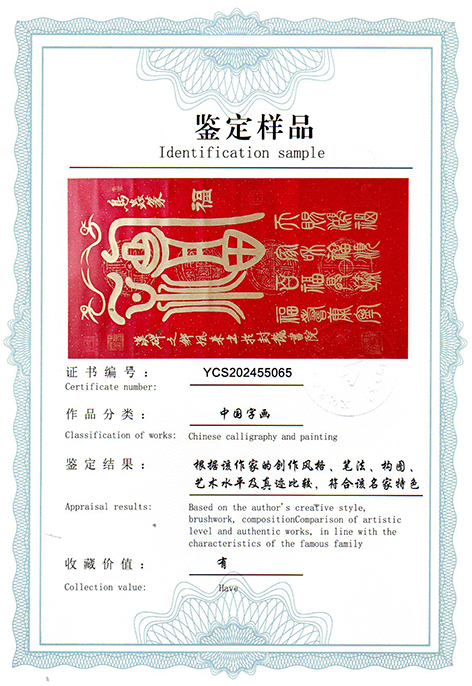 鉴定样品
Identification sample
福
证书编号：
YCS202455065
Certificate number:
作品分类：
中国字画
Classification of works:
Chinese calligraphy and painting
鉴定结果：
根据该作家的创作风格、笔法、构图、
艺术水平及真迹比较，符合该名家特色
Appraisal results:
Based on the author's creative style,
brushwork, compositionComparison of artistic
level and authentic works, in line with the
characteristics of the famous family
收藏价值：
有
Collection value:
Have